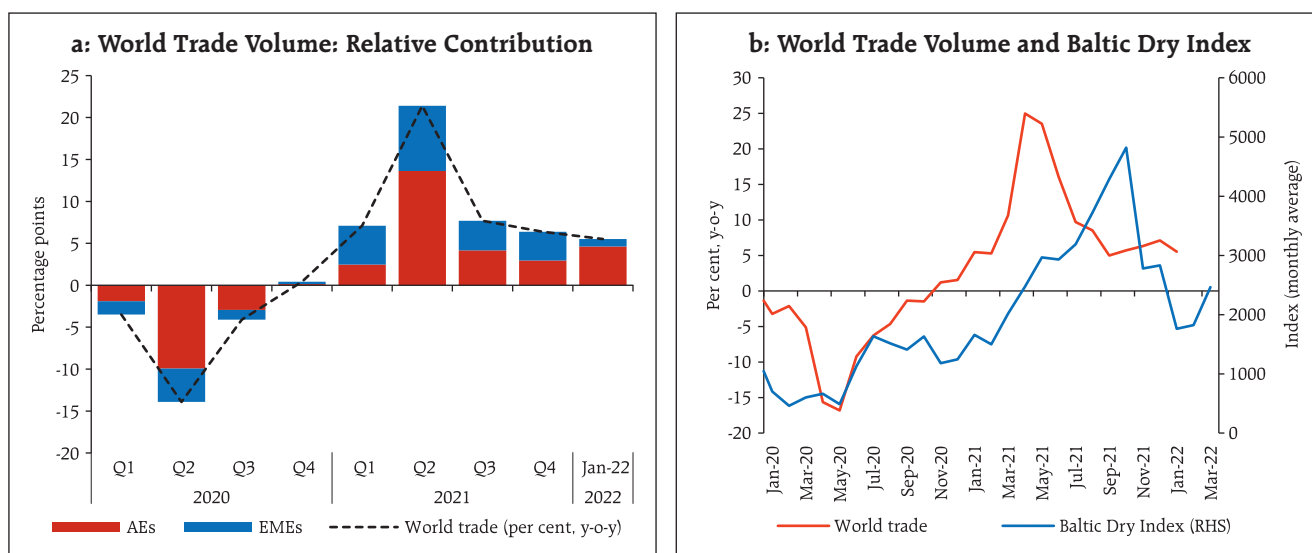 a: World Trade Volume: Relative Contribution
Percentage points
25
20
15
10
5
0
-5
-10
-15
-20
Q1 Q2 Q3 Q4 Q1 Q2 Q3 Q4 Jan-22
2020 2021 2022
AEs EMEs World trade (per cent, y-o-y)
b: World Trade Volume and Baltic Dry Index
Per cent, y-o-y
30
25
20
15
10
5
0
-5
-10
-15
-20
6000
5000
4000
3000
2000
1000
0
Index (monthly average)
Jan-20 Mar-20 May-20 Jul-20 Sep-20 Nov-20 Jan-21 Mar-21 May-21 Jul-21 Sep-21 Nov-21 Jan-22 Mar-22
World trade Baltic Dry Index (RHS)